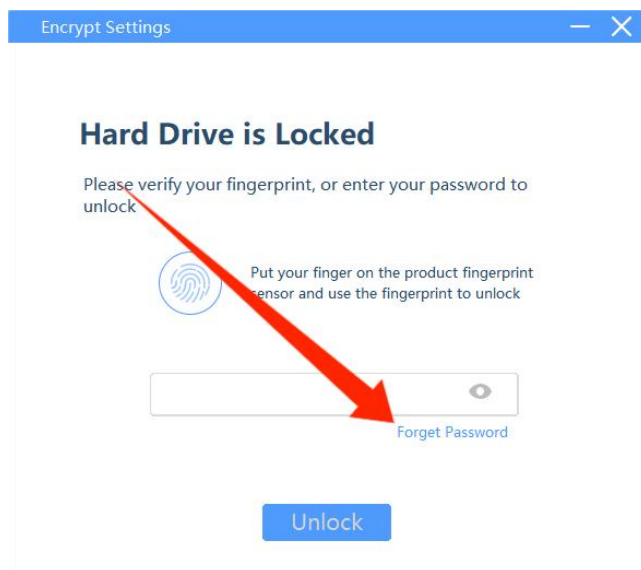 Encrypt Settings
Hard Drive is Locked
Please verify your fingerprint, or enter your password to
unlock
Put your finger on the product fingerprint
sensor and use the fingerprint to unlock
Forget Password
Unlock